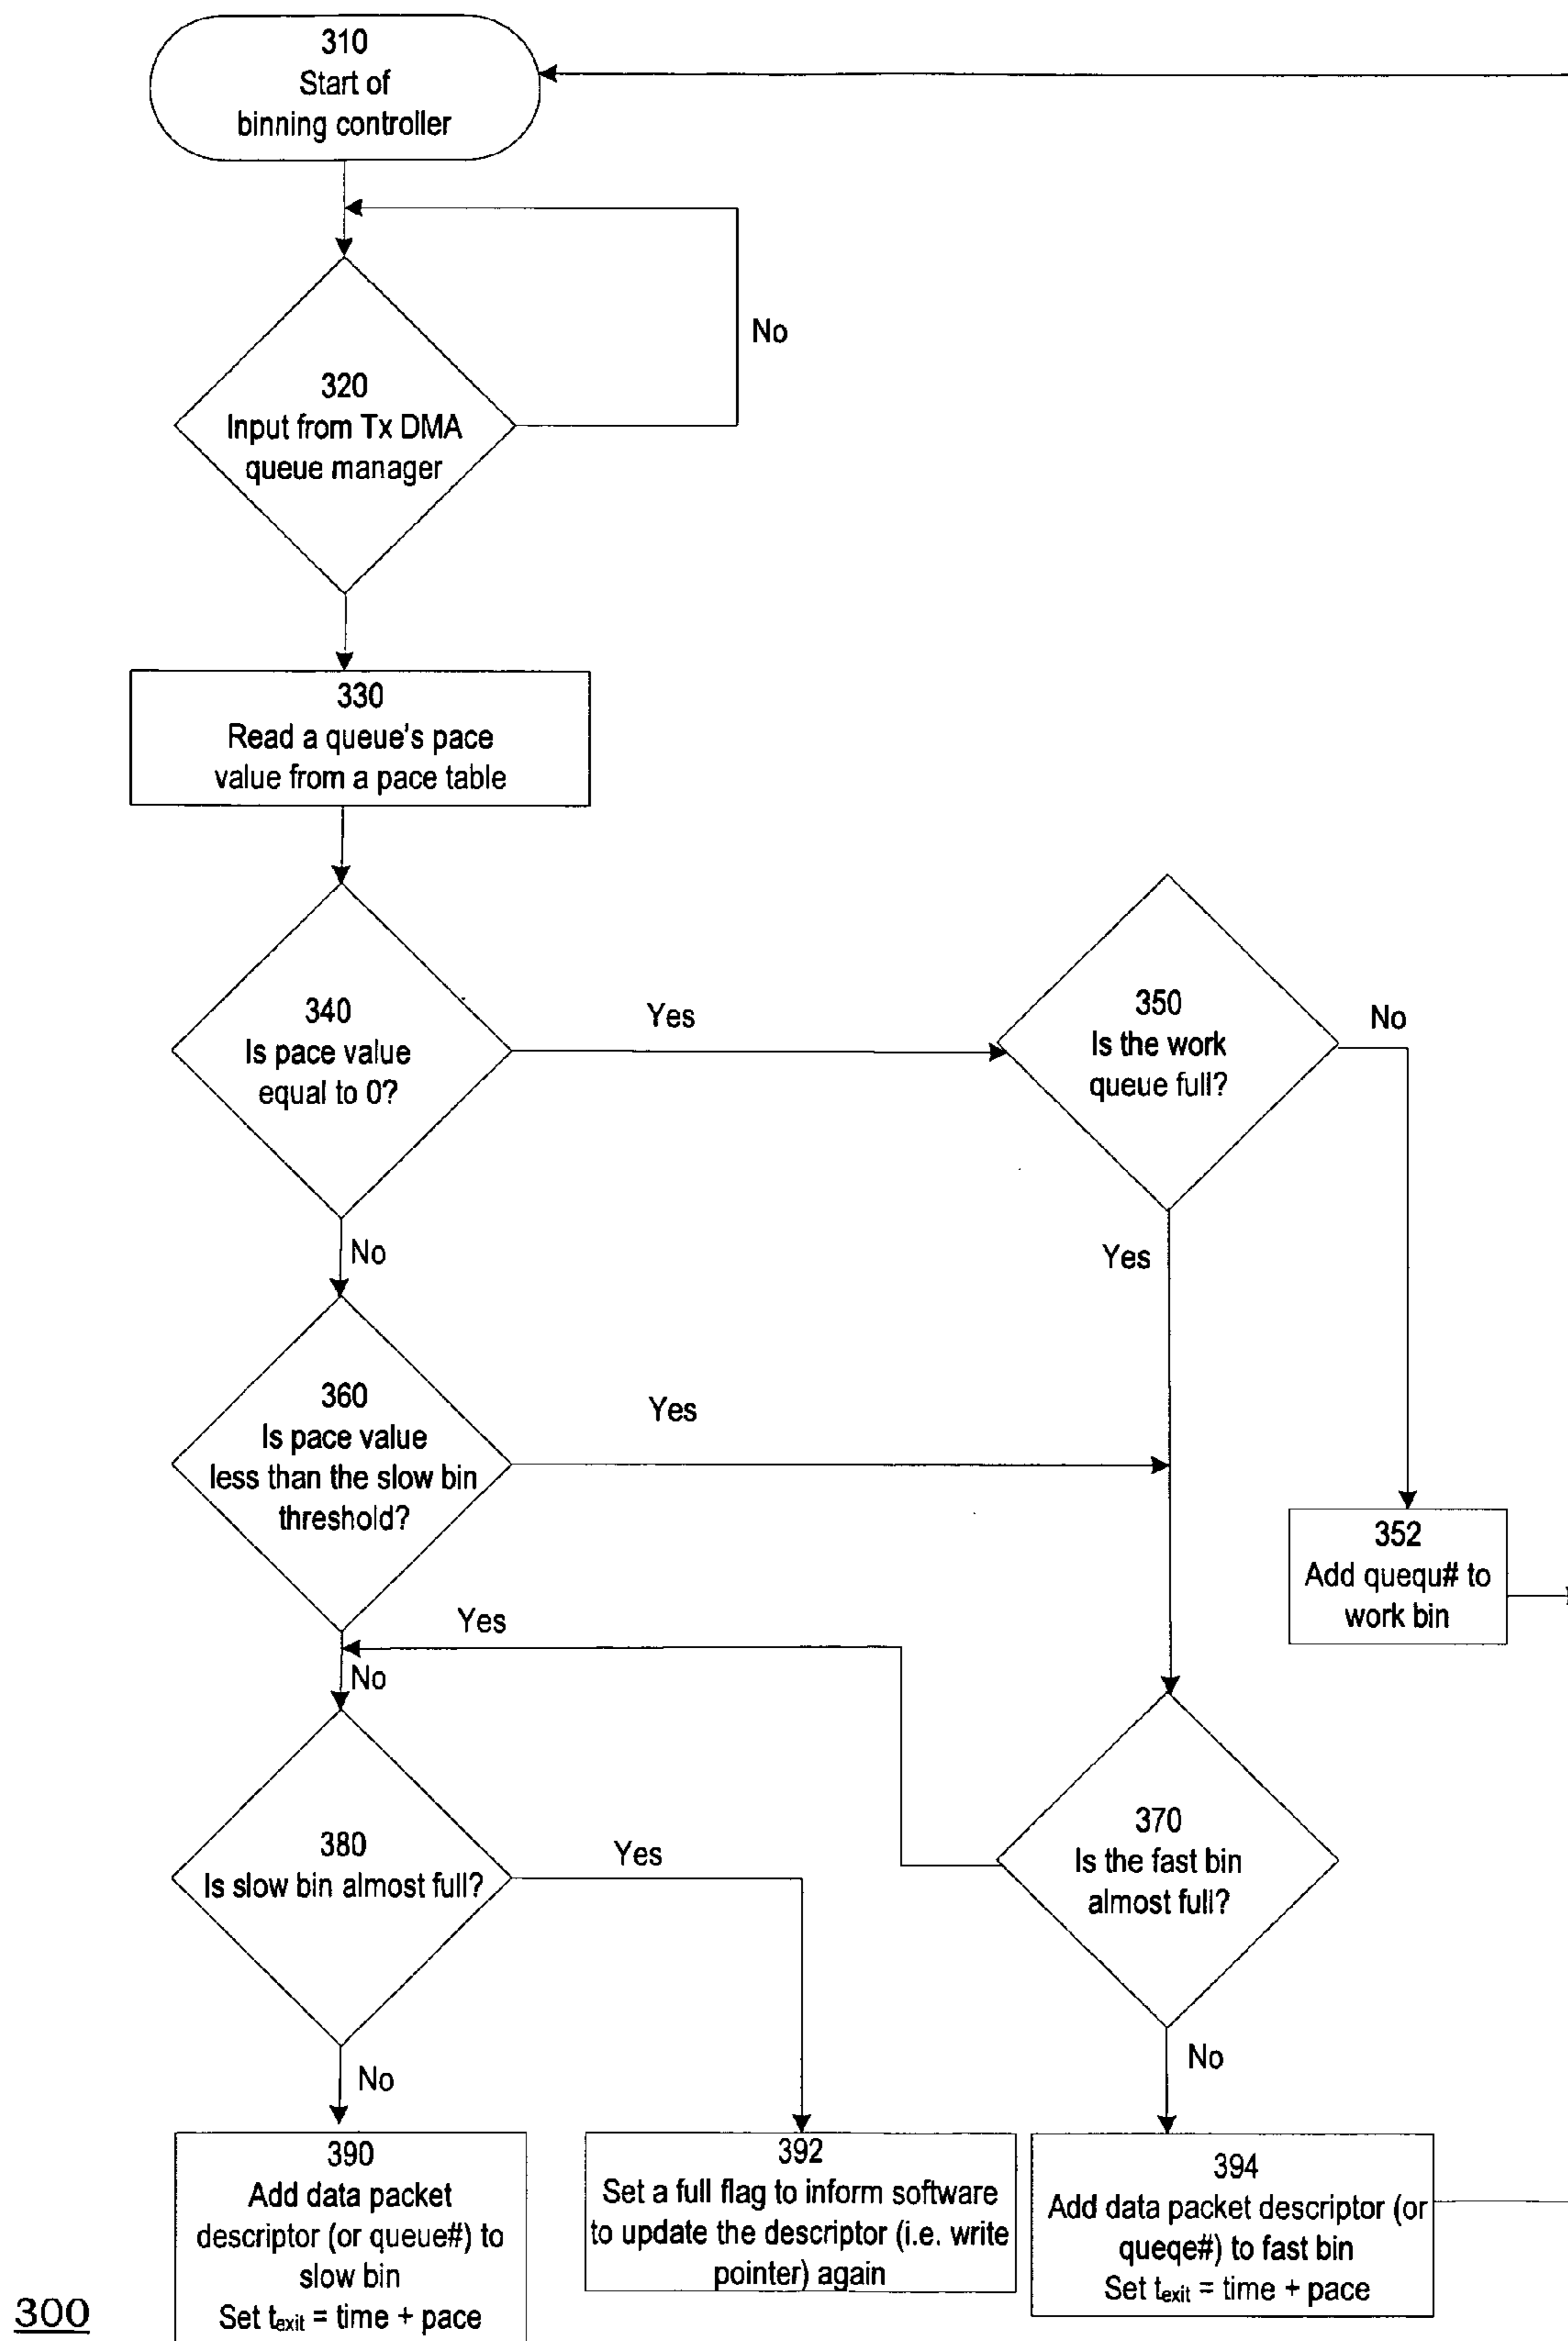 310
Start of
binning controller
No
320
Input from Tx DMA
queue manager
330
Read a queue's pace
value from a pace table
340
Is pace value
equal to 0?
Yes
350
Is the work
queue full?
No
No
Yes
360
Is pace value
less than the slow bin
threshold?
Yes
352
Add quequ# to
work bin
Yes
No
380
Is slow bin almost full?
Yes
370
Is the fast bin
almost full?
No
No
390
Add data packet
descriptor (or queue#) to
slow bin
Set texit = time + pace
392
Set a full flag to inform software
to update the descriptor (i.e. write
pointer) again
394
Add data packet descriptor (or
queqe#) to fast bin
Set texit = time + pace
300